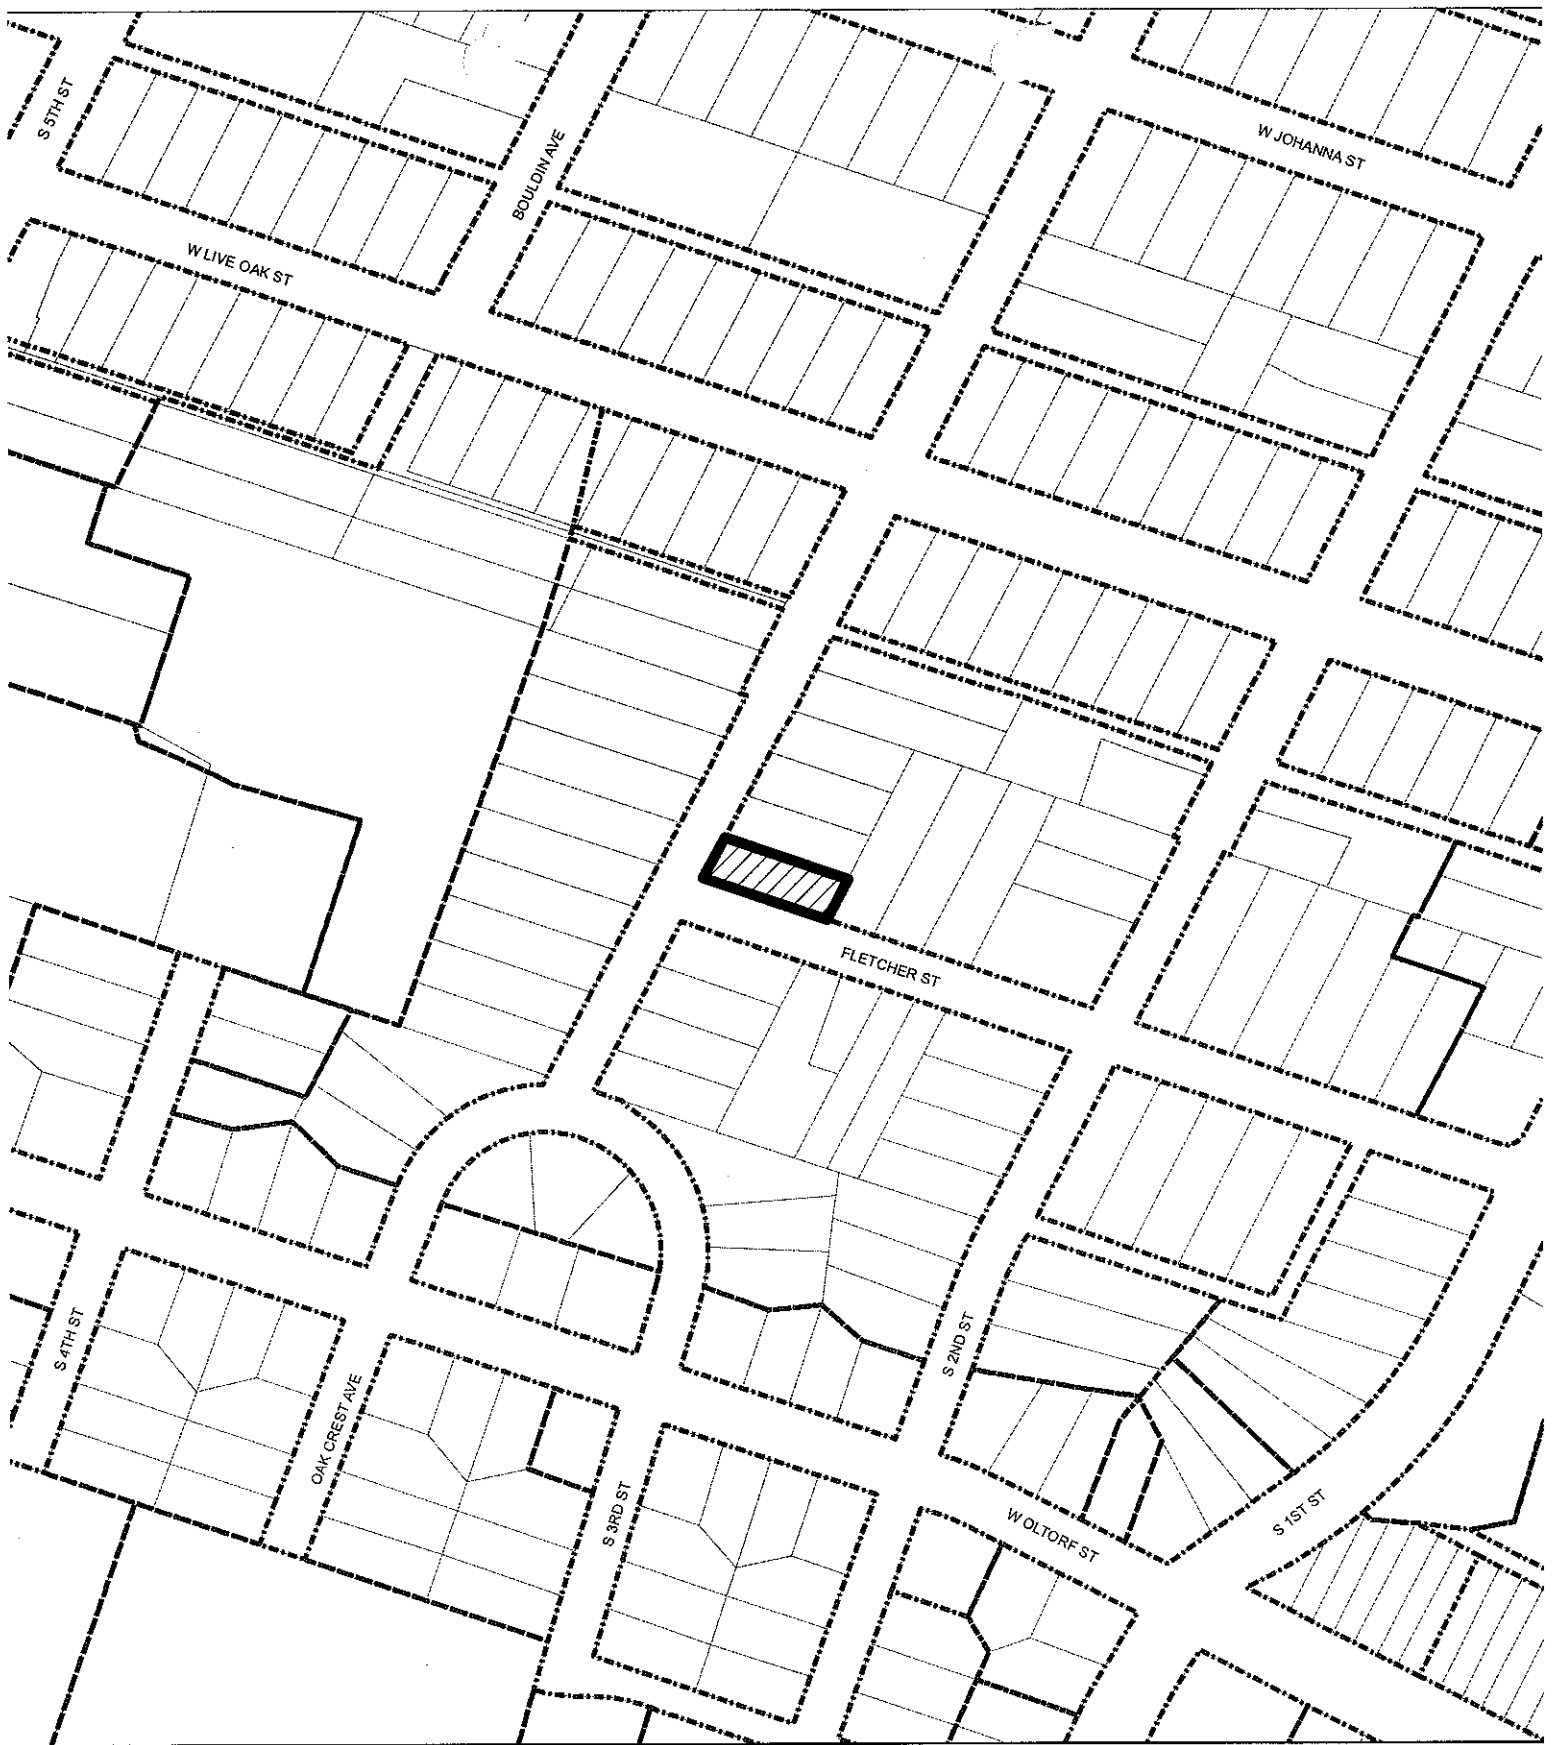 S 5TH ST
BOULDIN AVE
W JOHANNA ST
W LIVE OAK ST
FLETCHER ST
S 4TH ST
OAK CREST AVE
S 2ND ST
S 3RD ST
W OLTORF ST
S 1ST ST